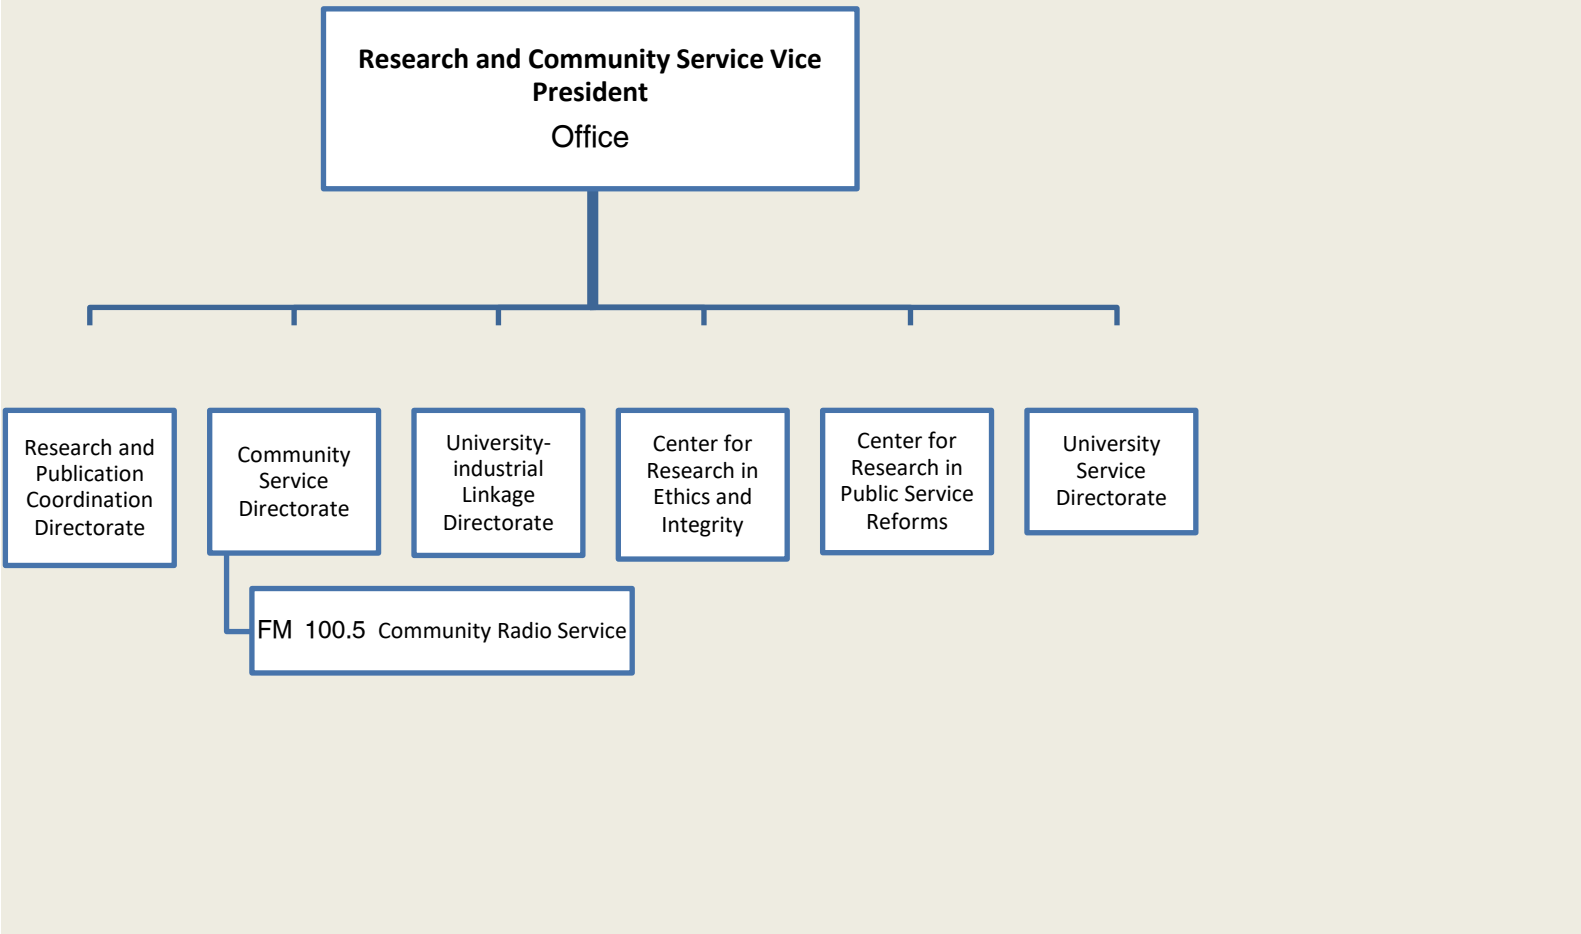 Research and Community Service Vice
President
Office
Research and
Publication
Coordination
Directorate
Community
Service
Directorate
University-
industrial
Linkage
Directorate
Center for
Research in
Ethics and
Integrity
Center for
Research in
Public Service
Reforms
University
Service
Directorate
FM 100.5 Community Radio Service